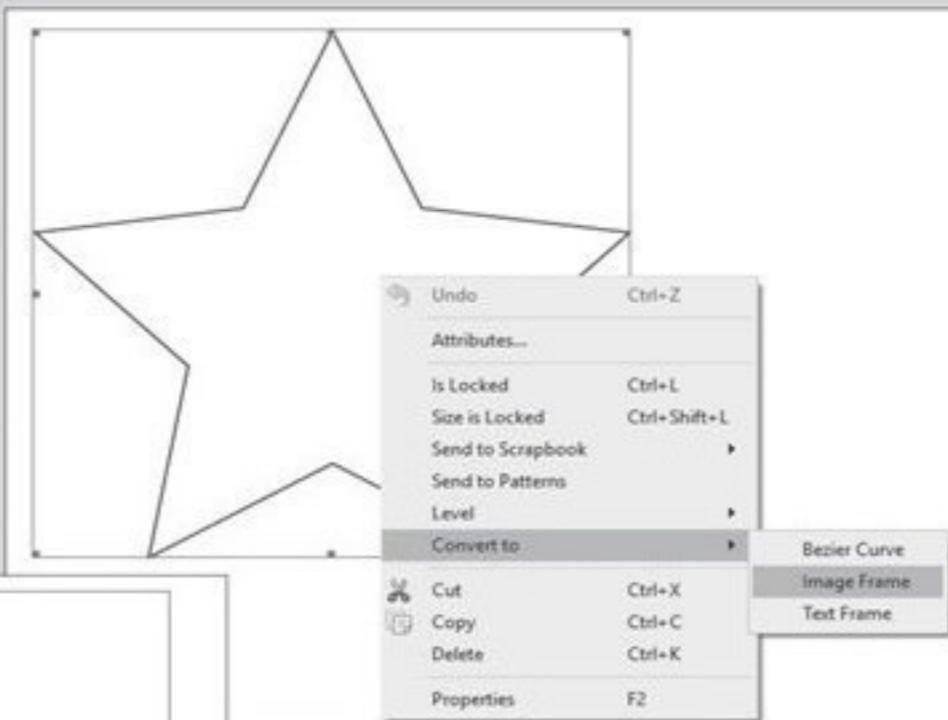 Undo Ctrl+Z
Attributes...
Is Locked Ctrl+L
Size is Locked Ctrl+Shift+L
Send to Scrapbook
Send to Patterns
Level
Convert to
Bezier Curve
Image Frame
Text Frame
Cut Ctrl+X
Copy Ctrl+C
Delete Ctrl+K
Properties F2